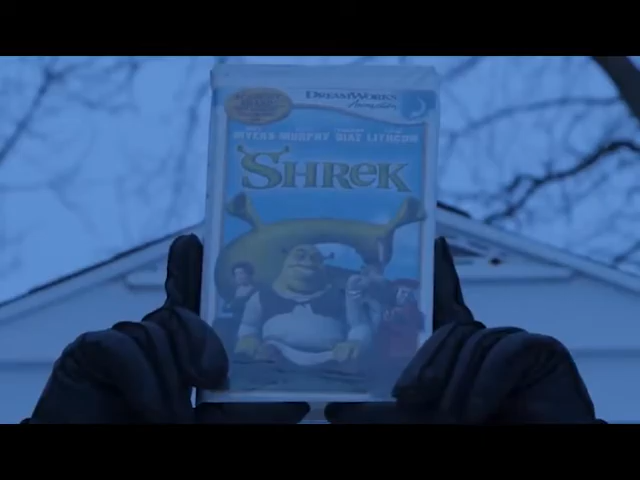 DREAMWORKS
Animation
MYERS MURPHY DIAZ LITHGOW
SHREK